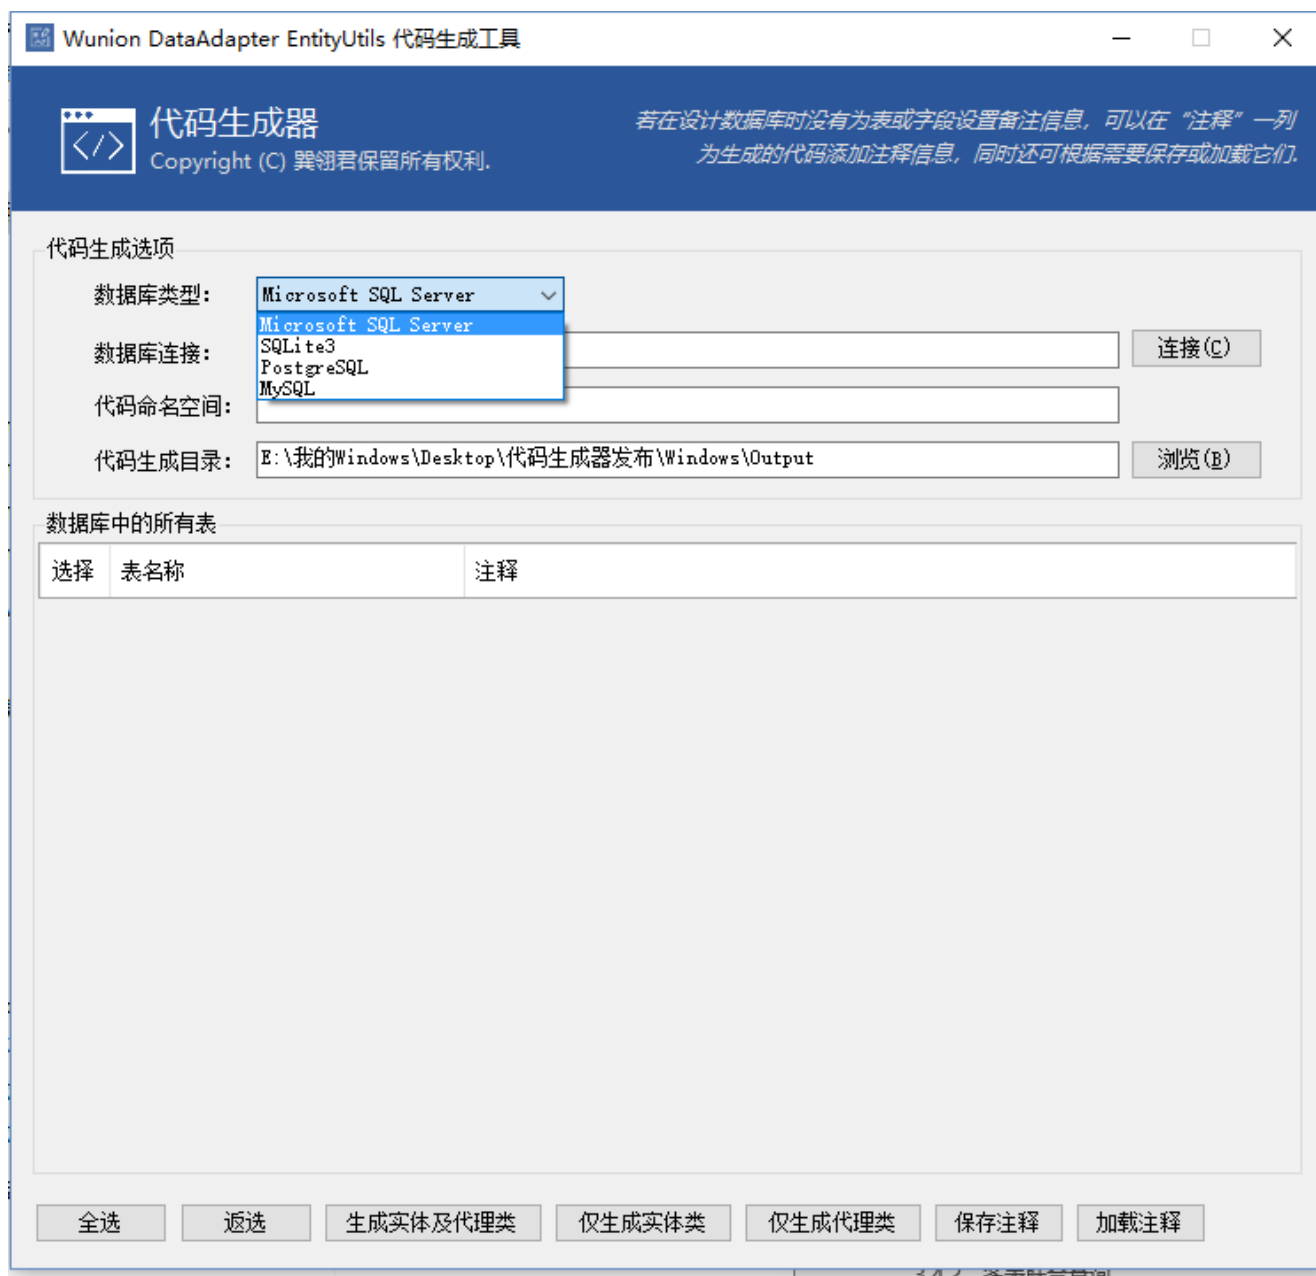 Wunion DataAdapter EntityUtils 代码生成工具
代码生成器
Copyright (C) 巽翎君保留所有权利.
若在设计数据库时没有为表或字段设置备注信息，可以在“注释”一列
为生成的代码添加注释信息，同时还可根据需要保存或加载它们.
代码生成选项
数据库类型：
Microsoft SQL Server
Microsoft SQL Server
SQLite3
PostgreSQL
MySQL
数据库连接：
连接(C)
代码命名空间：
代码生成目录：
E:\我的Windows\Desktop\代码生成器发布\Windows\Output
浏览(B)
数据库中的所有表
选择 表名称 注释
全选 返选 生成实体及代理类 仅生成实体类 仅生成代理类 保存注释 加载注释